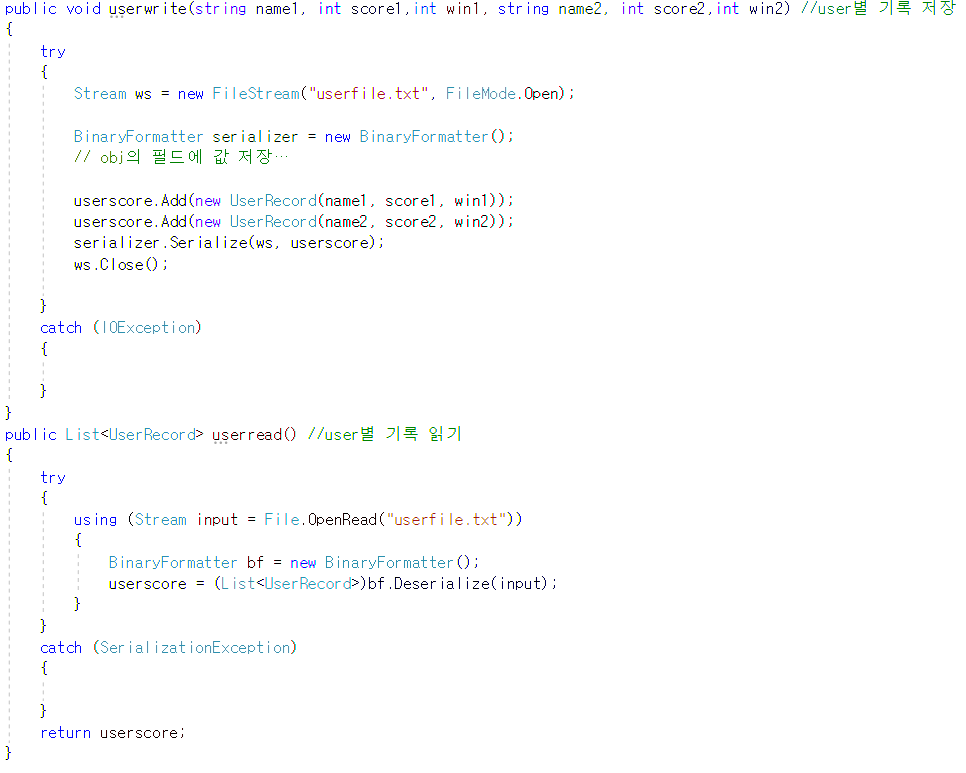 public void userwrite(string name1, int score1,int win1, string name2, int score2,int win2) //user별 기록 저장
{
try
{
Stream ws = new FileStream("userfile.txt", FileMode.Open);
BinaryFormatter serializer = new BinaryFormatter();
// obj의 필드에 값 저장…
userscore.Add(new UserRecord(name1, score1, win1));
userscore.Add(new UserRecord(name2, score2, win2));
serializer.Serialize(ws, userscore);
ws.Close();
}
catch (IOException)
{
}
}
public List<UserRecord> userread() //user별 기록 읽기
{
try
{
using (Stream input = File.OpenRead("userfile.txt"))
{
BinaryFormatter bf = new BinaryFormatter();
userscore = (List<UserRecord>)bf.Deserialize(input);
}
}
catch (SerializationException)
{
}
return userscore;
}